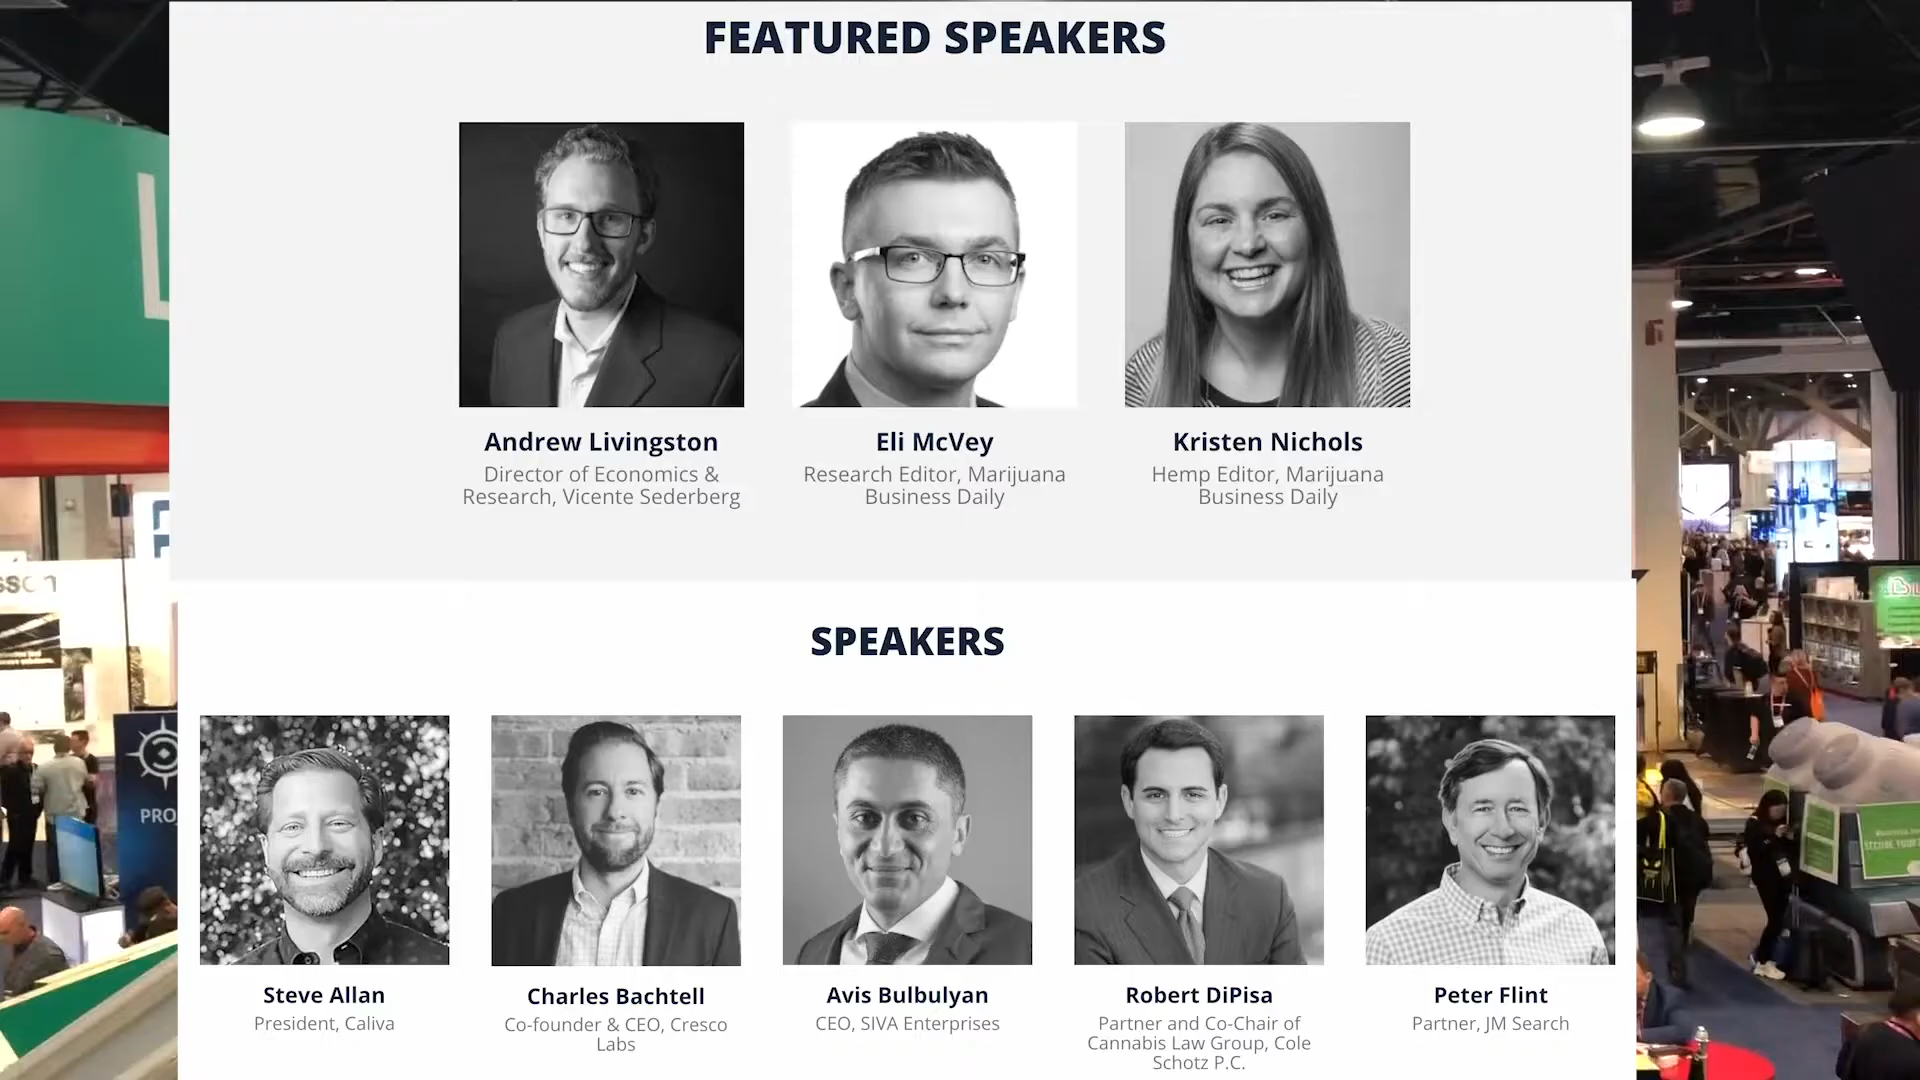 FEATURED SPEAKERS
Andrew Livingston
Director of Economics &
Research, Vicente Sederberg
Eli McVey
Research Editor, Marijuana
Business Daily
Kristen Nichols
Hemp Editor, Marijuana
Business Daily
SPEAKERS
Steve Allan
President, Caliva
Charles Bachtell
Co-founder & CEO, Cresco
Labs
Avis Bulbulyan
CEO, SIVA Enterprises
Robert DiPisa
Partner and Co-Chair of
Cannabis Law Group, Cole
Schotz P.C.
Peter Flint
Partner, JM Search
PRO